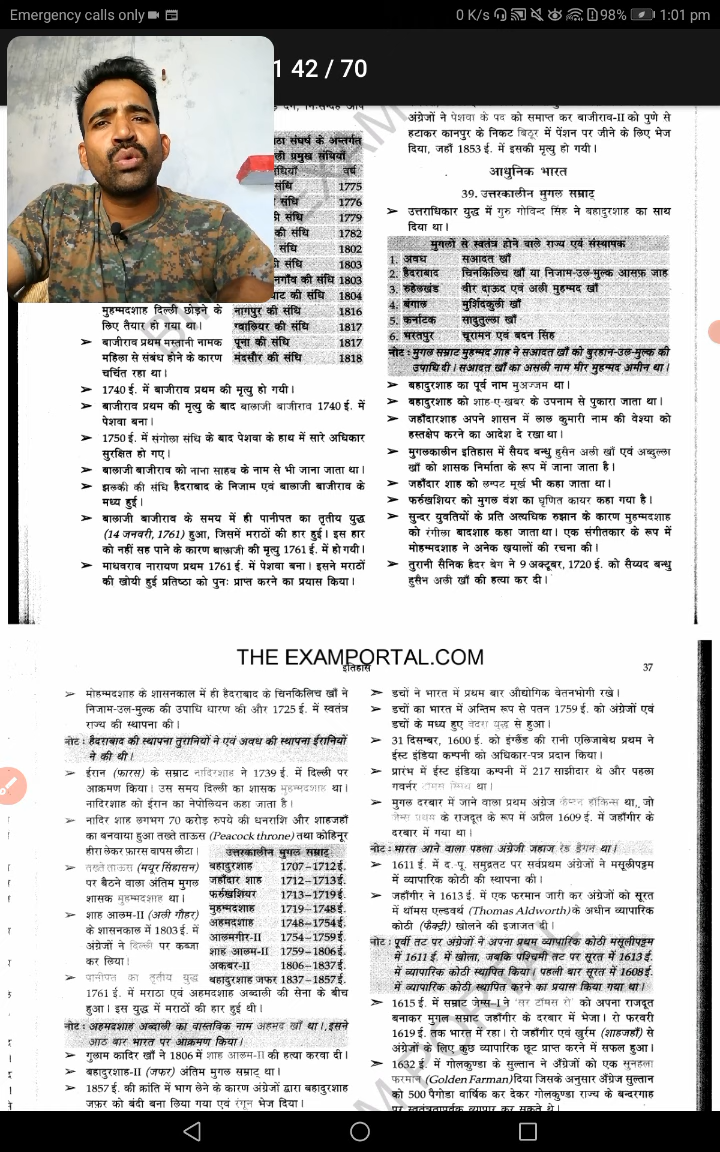 Emergency calls only
0 K/s 98% 1:01 pm
42 / 70
संघर्ष के अन्तर्गत
प्रमुख संधियाँ
वर्ष
संधि 1775
संधि 1776
संधि 1779
की संधि 1782
संधि 1802
संधि 1803
की संधि 1803
की संधि 1804
मुहम्मदशाह दिल्ली छोड़ने के
नागपुर की संधि 1816
लिए तैयार हो गया था।
ग्वालियर की संधि 1817
➢ बाजीराव प्रथम मस्तानी नामक
पूना की संधि 1817
महिला से संबंध होने के कारण
मंदसौर की संधि 1818
चर्चित रहा था।
➢ 1740 ई. में बाजीराव प्रथम की मृत्यु हो गयी।
➢ बाजीराव प्रथम की मृत्यु के बाद बालाजी बाजीराव 1740 ई. में
पेशवा बना।
➢ 1750 ई. में संगोला संधि के बाद पेशवा के हाथ में सारे अधिकार
सुरक्षित हो गए।
➢ बालाजी बाजीराव को नाना साहब के नाम से भी जाना जाता था।
➢ झलकी की संधि हैदराबाद के निजाम एवं बालाजी बाजीराव के
मध्य हुई।
➢ बालाजी बाजीराव के समय में ही पानीपत का तृतीय युद्ध
(14 जनवरी, 1761) हुआ, जिसमें मराठों की हार हुई। इस हार
को नहीं सह पाने के कारण बालाजी की मृत्यु 1761 ई. में हो गयी।
➢ माधवराव नारायण प्रथम 1761 ई. में पेशवा बना। इसने मराठों
की खोयी हुई प्रतिष्ठा को पुनः प्राप्त करने का प्रयास किया।
अंग्रेजों ने पेशवा के पद को समाप्त कर बाजीराव-II को पुणे से
हटाकर कानपुर के निकट बिठूर में पेंशन पर जीने के लिए भेज
दिया, जहाँ 1853 ई. में इसकी मृत्यु हो गयी।
आधुनिक भारत
39. उत्तरकालीन मुगल सम्राट्
➢ उत्तराधिकार युद्ध में गुरु गोविन्द सिंह ने बहादुरशाह का साथ
दिया था।
मुगलों से स्वतंत्र होने वाले राज्य एवं संस्थापक
1. अवध सआदत खाँ
2. हैदराबाद चिनकिलिच खाँ या निजाम-उल-मुल्क आसफ़ जाह
3. रुहेलखंड वीर दाऊद एवं अली मुहम्मद खाँ
4. बंगाल मुर्शिदकुली खाँ
5. कर्नाटक सादुतुल्ला खाँ
6. भरतपुर चूरामन एवं बदन सिंह
नोट : मुगल सम्राट मुहम्मद शाह ने सआदत खाँ को बुरहान-उल-मुल्क की
उपाधि दी। सआदत खाँ का असली नाम मीर मुहम्मद अमीन था।
➢ बहादुरशाह का पूर्व नाम मुअज्जम था।
➢ बहादुरशाह को शाह-ए-खबर के उपनाम से पुकारा जाता था।
➢ जहाँदारशाह अपने शासन में लाल कुमारी नाम की वेश्या को
हस्तक्षेप करने का आदेश दे रखा था।
➢ मुगलकालीन इतिहास में सैयद बन्धु हुसैन अली खाँ एवं अब्दुल्ला
खाँ को शासक निर्माता के रूप में जाना जाता है।
➢ जहाँदार शाह को लम्पट मूर्ख भी कहा जाता था।
➢ फर्रुखशियर को मुगल वंश का घृणित कायर कहा गया है।
➢ सुन्दर युवतियों के प्रति अत्यधिक रुझान के कारण मुहम्मदशाह
को रंगीला बादशाह कहा जाता था। एक संगीतकार के रूप में
मोहम्मदशाह ने अनेक ख़यालों की रचना की।
➢ तुरानी सैनिक हैदर बेग ने 9 अक्टूबर, 1720 ई. को सैय्यद बन्धु
हुसैन अली खाँ की हत्या कर दी।
THE EXAMPORTAL.COM
इतिहास 37
➢ मोहम्मदशाह के शासनकाल में ही हैदराबाद के चिनकिलिच खाँ ने
निजाम-उल-मुल्क की उपाधि धारण की और 1725 ई. में स्वतंत्र
राज्य की स्थापना की।
नोट : हैदराबाद की स्थापना तुरानियों ने एवं अवध की स्थापना ईरानियों
ने की थी।
➢ ईरान (फारस) के सम्राट नादिरशाह ने 1739 ई. में दिल्ली पर
आक्रमण किया। उस समय दिल्ली का शासक मुहम्मदशाह था।
नादिरशाह को ईरान का नेपोलियन कहा जाता है।
➢ नादिर शाह लगभग 70 करोड़ रुपये की धनराशि और शाहजहाँ
का बनवाया हुआ तख्ते ताऊस (Peacock throne) तथा कोहिनूर
हीरा लेकर फारस वापस लौटा।
➢ तख्ते ताऊस (मयूर सिंहासन)
पर बैठने वाला अंतिम मुगल
शासक मुहम्मदशाह था।
➢ शाह आलम-II (अली गौहर)
के शासनकाल में 1803 ई. में
अंग्रेजों ने दिल्ली पर कब्जा
कर लिया।
उत्तरकालीन मुगल सम्राट्
बहादुरशाह 1707–1712 ई.
जहाँदार शाह 1712–1713 ई.
फर्रुखशियर 1713–1719 ई.
मुहम्मदशाह 1719–1748 ई.
अहमदशाह 1748–1754 ई.
आलमगीर-II 1754–1759 ई.
शाह आलम-II 1759–1806 ई.
अकबर-II 1806–1837 ई.
बहादुरशाह जफर 1837–1857 ई.
➢ पानीपत का तृतीय युद्ध
1761 ई. में मराठा एवं अहमदशाह अब्दाली की सेना के बीच
हुआ। इस युद्ध में मराठों की हार हुई थी।
नोट : अहमदशाह अब्दाली का वास्तविक नाम अहमद खाँ था। इसने
आठ बार भारत पर आक्रमण किया।
➢ गुलाम कादिर खाँ ने 1806 में शाह आलम-II की हत्या करवा दी।
➢ बहादुरशाह-II (जफर) अंतिम मुगल सम्राट् था।
➢ 1857 ई. की क्रांति में भाग लेने के कारण अंग्रेजों द्वारा बहादुरशाह
जफ़र को बंदी बना लिया गया एवं रंगून भेज दिया।
➢ डचों ने भारत में प्रथम बार औद्योगिक वेतनभोगी रखे।
➢ डचों का भारत में अन्तिम रूप से पतन 1759 ई. को अंग्रेजों एवं
डचों के मध्य हुए वेदरा युद्ध से हुआ।
➢ 31 दिसम्बर, 1600 ई. को इंग्लैंड की रानी एलिजाबेथ प्रथम ने
ईस्ट इंडिया कम्पनी को अधिकार-पत्र प्रदान किया।
➢ प्रारंभ में ईस्ट इंडिया कम्पनी में 217 साझीदार थे और पहला
गवर्नर टामस स्मिथ था।
➢ मुगल दरबार में जाने वाला प्रथम अंग्रेज कैप्टन हॉकिन्स था, जो
जेम्स प्रथम के राजदूत के रूप में अप्रैल 1609 ई. में जहाँगीर के
दरबार में गया था।
नोट : भारत आने वाला पहला अंग्रेजी जहाज रेड ड्रैगन था।
➢ 1611 ई. में द.-पू. समुद्रतट पर सर्वप्रथम अंग्रेजों ने मसूलीपट्टम
में व्यापारिक कोठी की स्थापना की।
➢ जहाँगीर ने 1613 ई. में एक फरमान जारी कर अंग्रेजों को सूरत
में थॉमस एल्डवर्थ (Thomas Aldworth) के अधीन व्यापारिक
कोठी (फैक्ट्री) खोलने की इजाजत दी।
नोट : पूर्वी तट पर अंग्रेजों ने अपना प्रथम व्यापारिक कोठी मसूलीपट्टम
में 1611 ई. में खोला, जबकि पश्चिमी तट पर सूरत में 1613 ई.
में व्यापारिक कोठी स्थापित किया। पहली बार सूरत में 1608 ई.
में व्यापारिक कोठी स्थापित करने का प्रयास किया गया था।
➢ 1615 ई. में सम्राट जेम्स-I ने 'सर टॉमस रो' को अपना राजदूत
बनाकर मुगल सम्राट जहाँगीर के दरबार में भेजा। रो फरवरी
1619 ई. तक भारत में रहा। रो जहाँगीर एवं खुर्रम (शाहजहाँ) से
अंग्रेजों के लिए कुछ व्यापारिक छूट प्राप्त करने में सफल हुआ।
➢ 1632 ई. में गोलकुण्डा के सुल्तान ने अँग्रेजों को एक सुनहला
फरमान (Golden Farman) दिया जिसके अनुसार अँग्रेज सुल्तान
को 500 पैगोडा वार्षिक कर देकर गोलकुण्डा राज्य के बन्दरगाह
पर स्वतंत्रतापूर्वक व्यापार कर सकते थे।